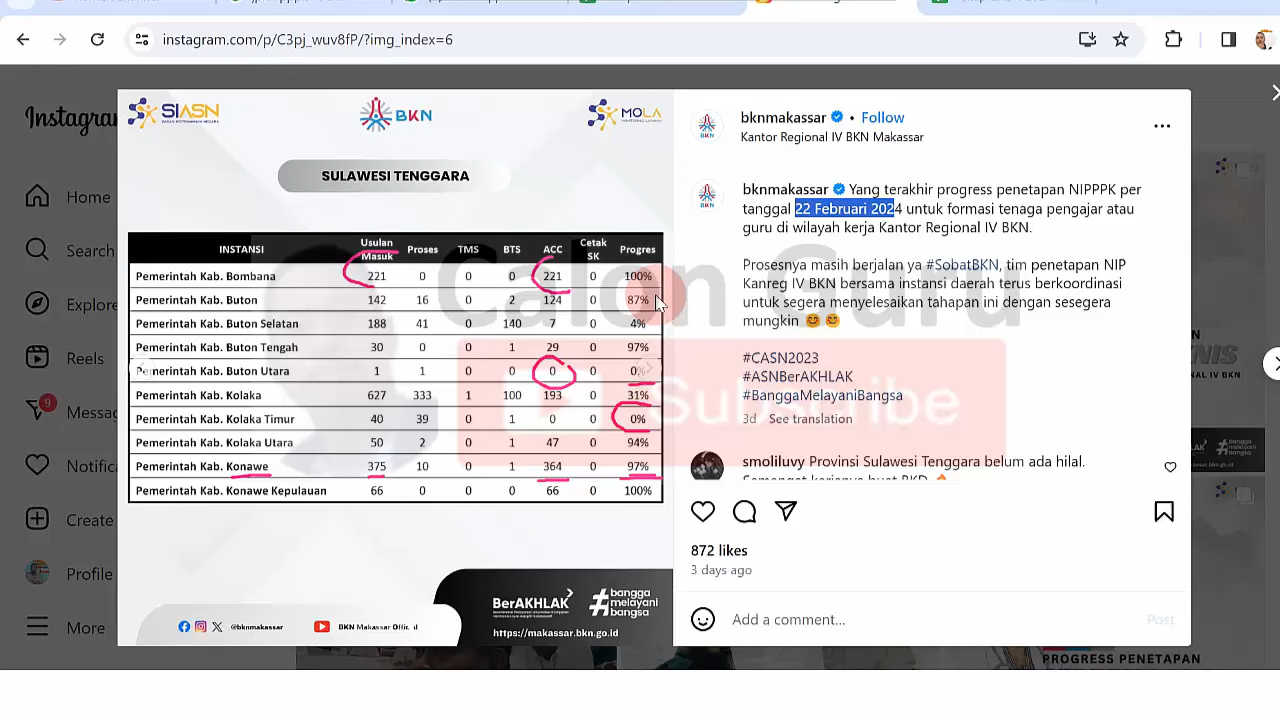 instagram.com/p/C3pj_wuv8fP/?img_index=6
Instagram
Home
Search
Explore
Reels
Messag
9
Notifica
Create
Profile
More
SIASN
BKN
MOLA
SULAWESI TENGGARA
INSTANSI Usulan Masuk Proses TMS BTS ACC Cetak SK Progres
Pemerintah Kab. Bombana 221 0 0 0 221 0 100%
Pemerintah Kab. Buton 142 16 0 2 124 0 87%
Pemerintah Kab. Buton Selatan 188 41 0 140 7 0 4%
Pemerintah Kab. Buton Tengah 30 0 0 1 29 0 97%
Pemerintah Kab. Buton Utara 1 1 0 0 0 0 0%
Pemerintah Kab. Kolaka 627 333 1 100 193 0 31%
Pemerintah Kab. Kolaka Timur 40 39 0 1 0 0 0%
Pemerintah Kab. Kolaka Utara 50 2 0 1 47 0 94%
Pemerintah Kab. Konawe 375 10 0 1 364 0 97%
Pemerintah Kab. Konawe Kepulauan 66 0 0 0 66 0 100%
Calon Guru
Subscribe
@bknmakassar
BKN Makassar Official
BerAKHLAK
#bangga
melayani
bangsa
https://makassar.bkn.go.id
bknmakassar • Follow
Kantor Regional IV BKN Makassar
bknmakassar Yang terakhir progress penetapan NIPPPK per
tanggal 22 Februari 2024 untuk formasi tenaga pengajar atau
guru di wilayah kerja Kantor Regional IV BKN.
Prosesnya masih berjalan ya #SobatBKN, tim penetapan NIP
Kanreg IV BKN bersama instansi daerah terus berkoordinasi
untuk segera menyelesaikan tahapan ini dengan sesegera
mungkin 😊😊
#CASN2023
#ASNBerAKHLAK
#BanggaMelayaniBangsa
3d See translation
smoliluvy Provinsi Sulawesi Tenggara belum ada hilal.
Semangat kerjanya buat BKD 🔥
872 likes
3 days ago
Add a comment...
Post
PROGRESS PENETAPAN